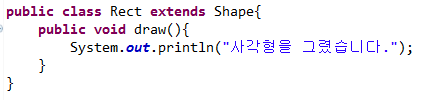 public class Rect extends Shape{
public void draw(){
System.out.println("사각형을 그렸습니다.");
}
}